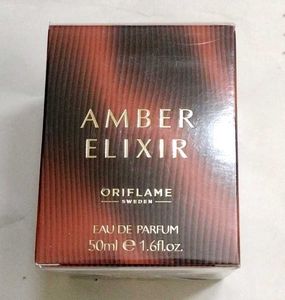 AMBER
ELIXIR
ORIFLAME
SWEDEN
EAU DE PARFUM
50ml ℮ 1.6fl.oz.